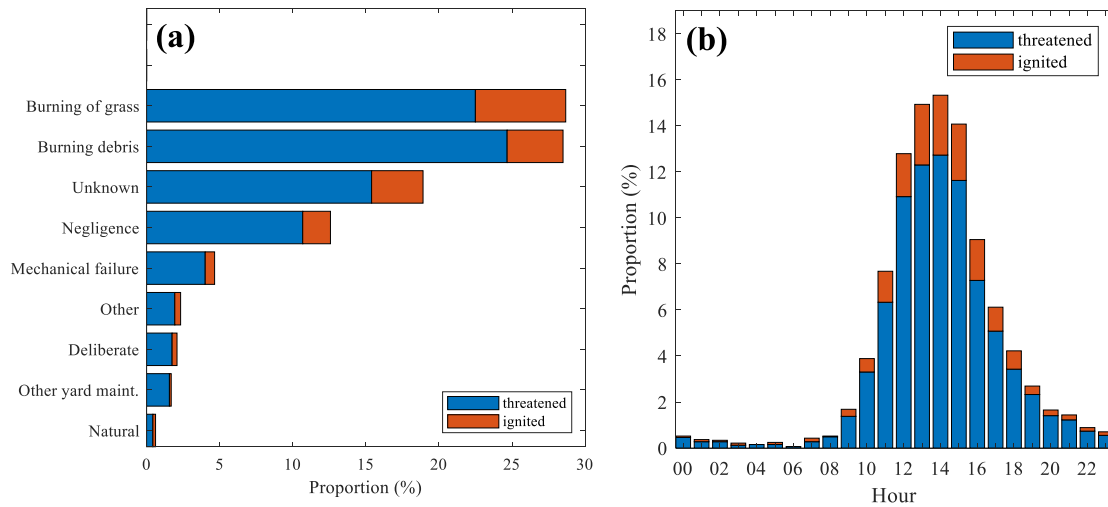 (a)
Burning of grass
Burning debris
Unknown
Negligence
Mechanical failure
Other
Deliberate
Other yard maint.
Natural
threatened
ignited
0 5 10 15 20 25 30
Proportion (%)
(b)
threatened
ignited
18
16
14
12
10
8
6
4
2
0
Proportion (%)
00 02 04 06 08 10 12 14 16 18 20 22
Hour